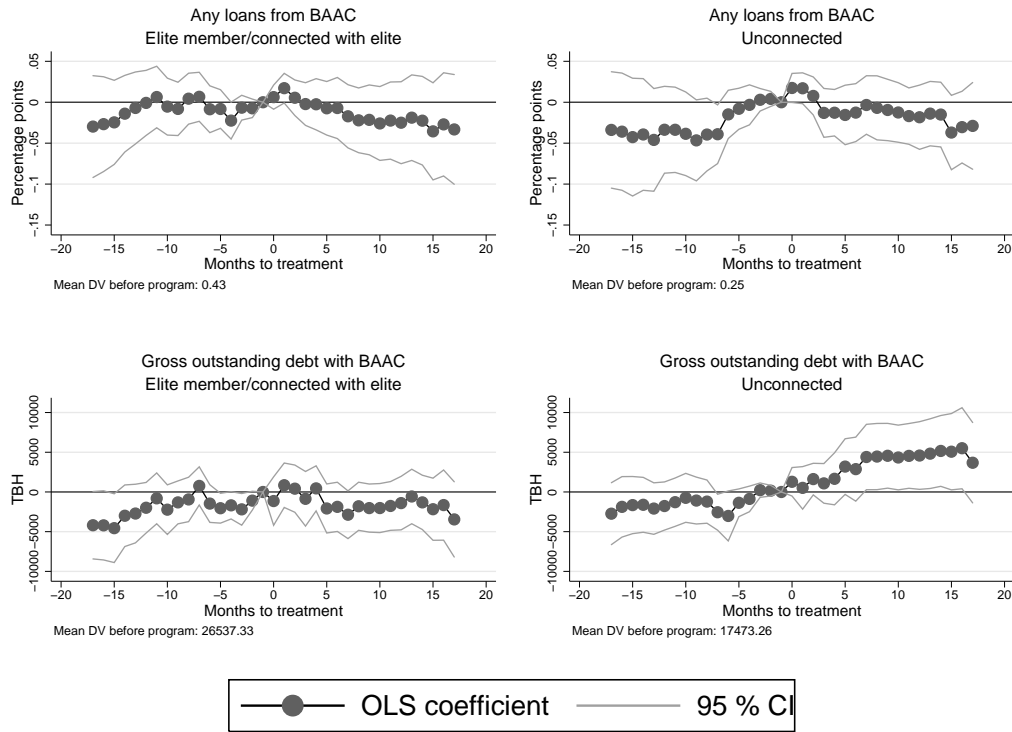 Any loans from BAAC
Elite member/connected with elite
Percentage points
.05
0
−.05
−.1
−.15
−20 −15 −10 −5 0 5 10 15 20
Months to treatment
Mean DV before program: 0.43
Any loans from BAAC
Unconnected
Percentage points
.05
0
−.05
−.1
−.15
−20 −15 −10 −5 0 5 10 15 20
Months to treatment
Mean DV before program: 0.25
Gross outstanding debt with BAAC
Elite member/connected with elite
TBH
10000
5000
0
−5000
−10000
−20 −15 −10 −5 0 5 10 15 20
Months to treatment
Mean DV before program: 26537.33
Gross outstanding debt with BAAC
Unconnected
TBH
10000
5000
0
−5000
−10000
−20 −15 −10 −5 0 5 10 15 20
Months to treatment
Mean DV before program: 17473.26
OLS coefficient 95 % CI